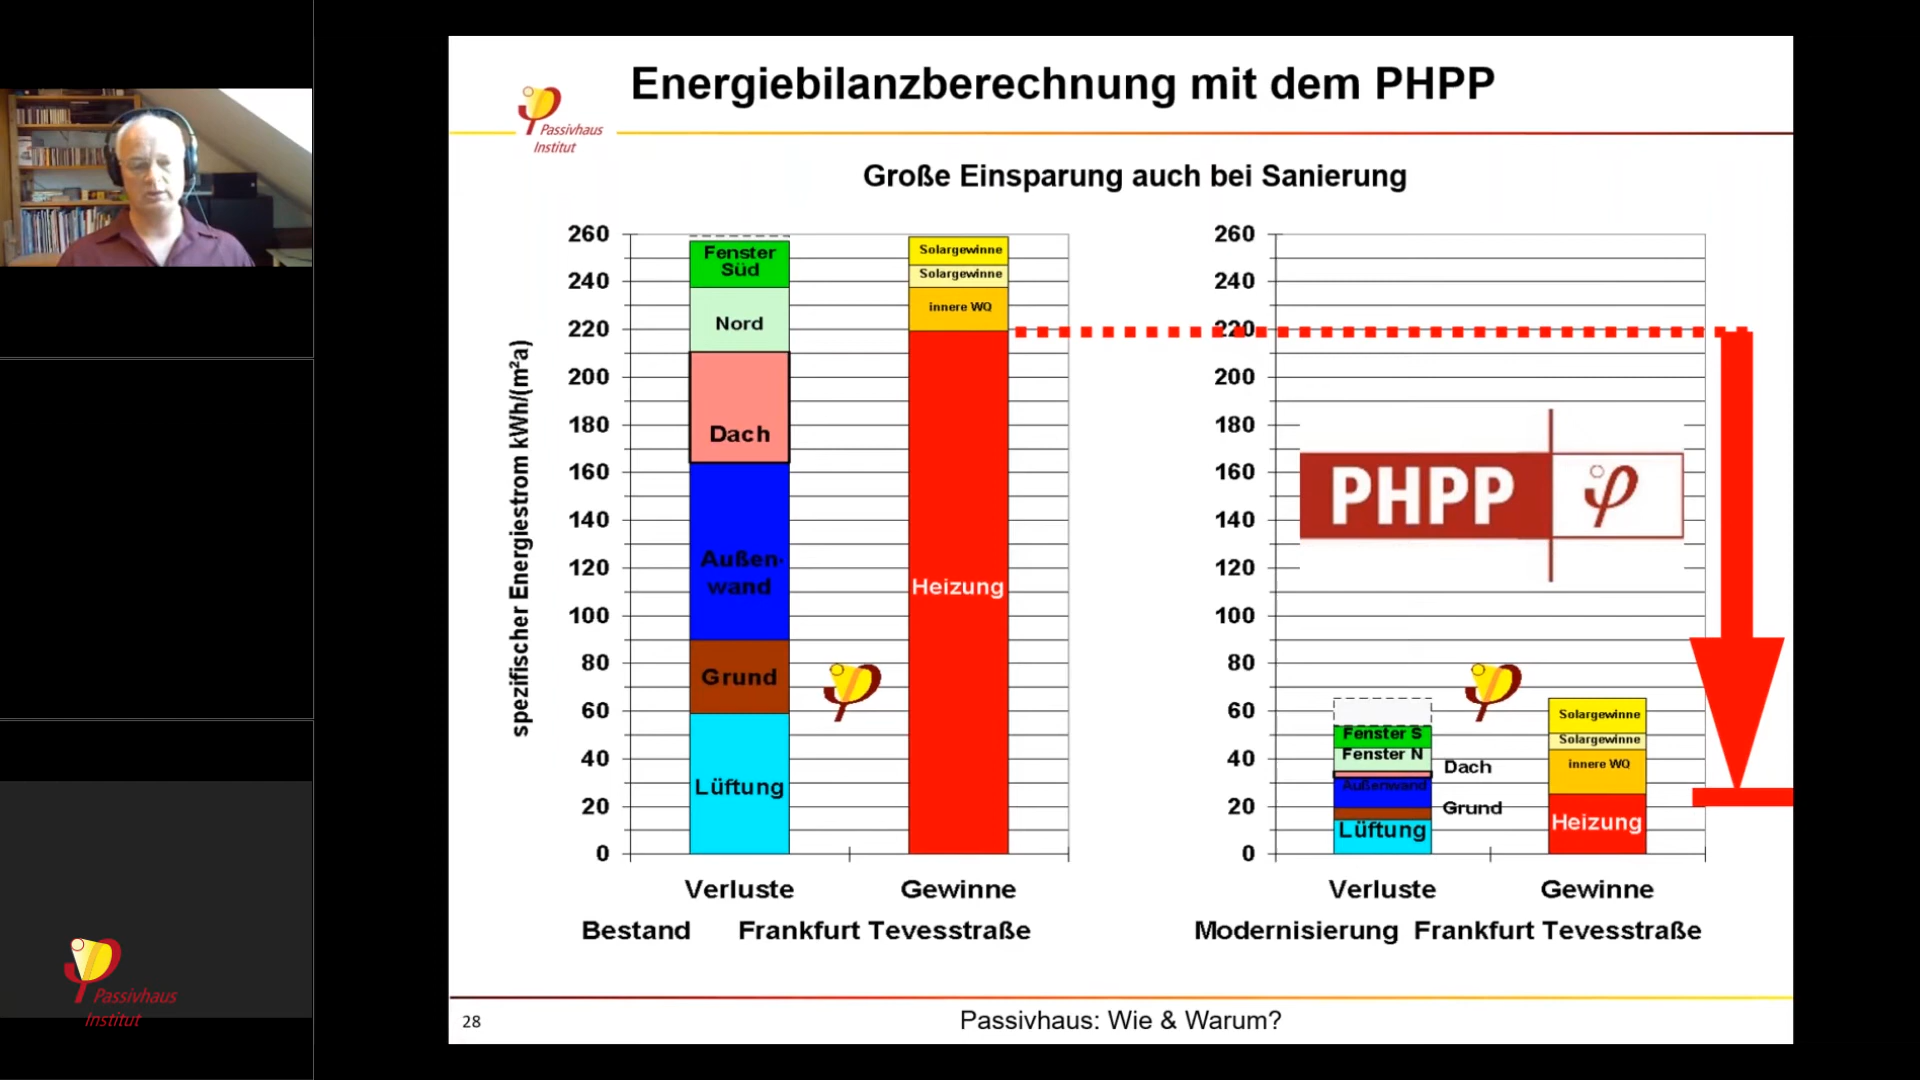 Energiebilanzberechnung mit dem PHPP
Passivhaus
Institut
Große Einsparung auch bei Sanierung
spezifischer Energiestrom kWh/(m²a)
260
240
220
200
180
160
140
120
100
80
60
40
20
0
Fenster
Süd
Nord
Dach
Außen-
wand
Grund
Lüftung
Solargewinne
Solargewinne
innere WQ
Heizung
Verluste
Gewinne
Bestand Frankfurt Tevesstraße
260
240
220
200
180
160
140
120
100
80
60
40
20
0
PHPP
Fenster S
Fenster N
Dach
Außenwand
Grund
Lüftung
Solargewinne
Solargewinne
innere WQ
Heizung
Verluste
Gewinne
Modernisierung Frankfurt Tevesstraße
28
Passivhaus: Wie & Warum?
Passivhaus
Institut